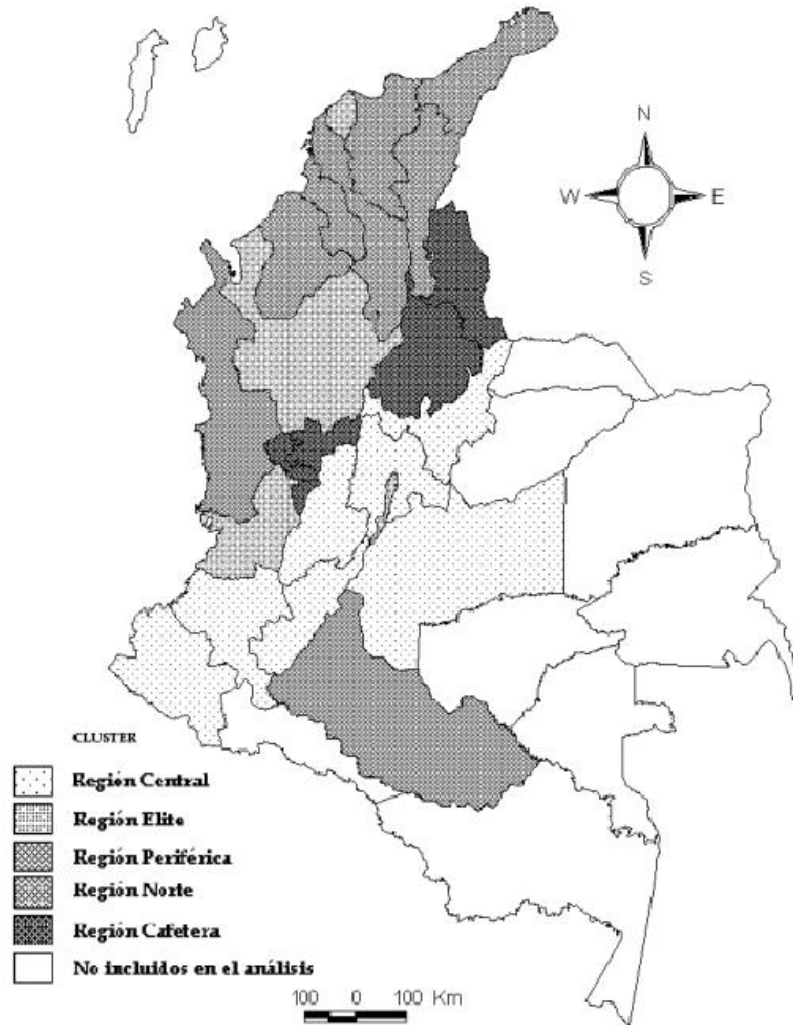 N
W E
S
CLUSTER
Región Central
Región Elite
Región Periférica
Región Norte
Región Cafetera
No incluidos en el análisis
100 0 100 Km